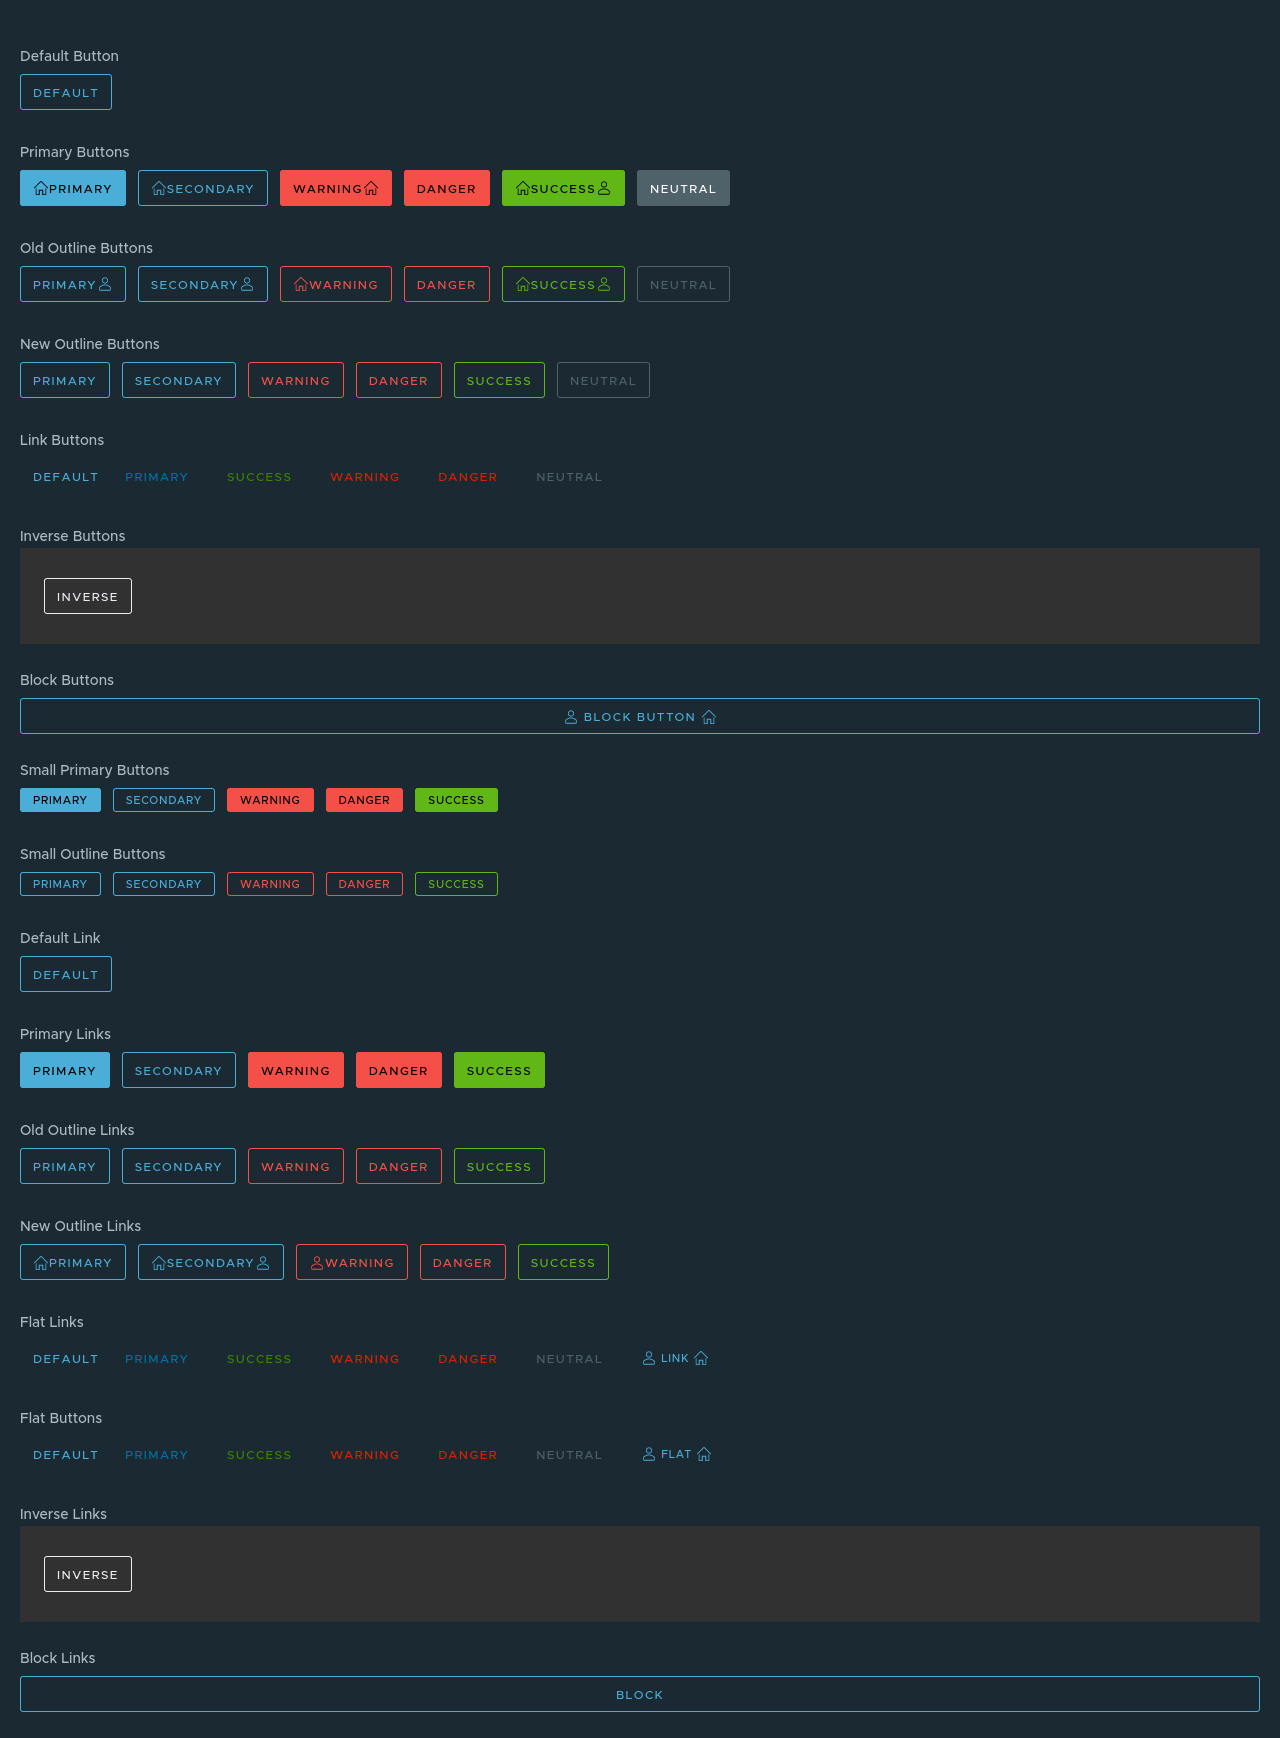 Default Button
DEFAULT
Primary Buttons
PRIMARY SECONDARY WARNING DANGER SUCCESS NEUTRAL
Old Outline Buttons
PRIMARY SECONDARY WARNING DANGER SUCCESS NEUTRAL
New Outline Buttons
PRIMARY SECONDARY WARNING DANGER SUCCESS NEUTRAL
Link Buttons
DEFAULT PRIMARY SUCCESS WARNING DANGER NEUTRAL
Inverse Buttons
INVERSE
Block Buttons
BLOCK BUTTON
Small Primary Buttons
PRIMARY SECONDARY WARNING DANGER SUCCESS
Small Outline Buttons
PRIMARY SECONDARY WARNING DANGER SUCCESS
Default Link
DEFAULT
Primary Links
PRIMARY SECONDARY WARNING DANGER SUCCESS
Old Outline Links
PRIMARY SECONDARY WARNING DANGER SUCCESS
New Outline Links
PRIMARY SECONDARY WARNING DANGER SUCCESS
Flat Links
DEFAULT PRIMARY SUCCESS WARNING DANGER NEUTRAL LINK
Flat Buttons
DEFAULT PRIMARY SUCCESS WARNING DANGER NEUTRAL FLAT
Inverse Links
INVERSE
Block Links
BLOCK